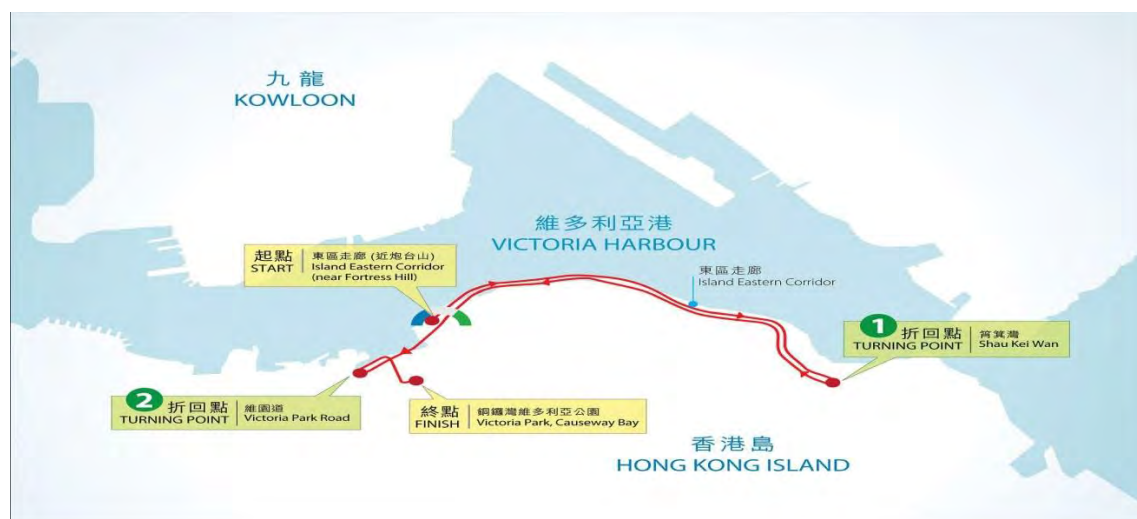 九龍
KOWLOON
維多利亞港
VICTORIA HARBOUR
起點
START
東區走廊 (近炮台山)
Island Eastern Corridor
(near Fortress Hill)
東區走廊
Island Eastern Corridor
1 折回點
TURNING POINT
筲箕灣
Shau Kei Wan
2 折回點
TURNING POINT
維園道
Victoria Park Road
終點
FINISH
銅鑼灣維多利亞公園
Victoria Park, Causeway Bay
香港島
HONG KONG ISLAND